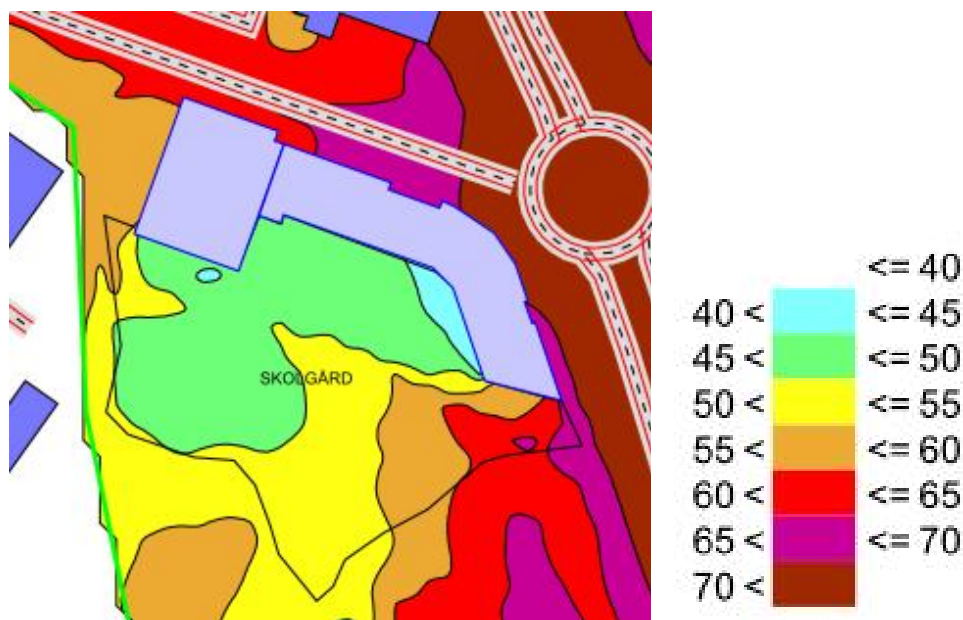 SKOLGÅRD
<= 40
40 < <= 45
45 < <= 50
50 < <= 55
55 < <= 60
60 < <= 65
65 < <= 70
70 <